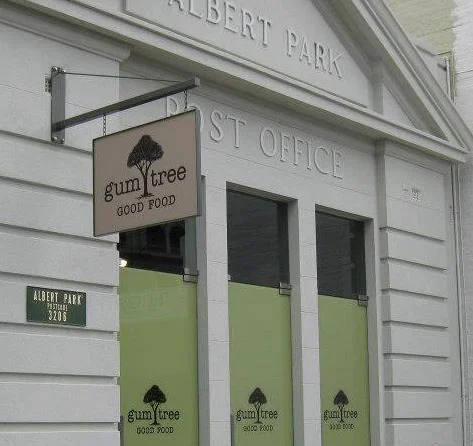 ALBERT PARK
POST OFFICE
gum tree
GOOD FOOD
ALBERT PARK
POSTCODE
3206
gum tree
GOOD FOOD
gum tree
GOOD FOOD
gum tree
GOOD FOOD